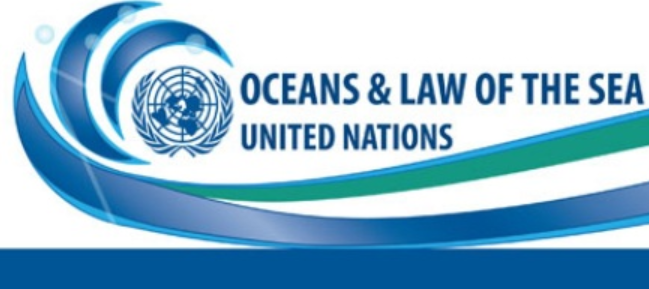 OCEANS & LAW OF THE SEA
UNITED NATIONS